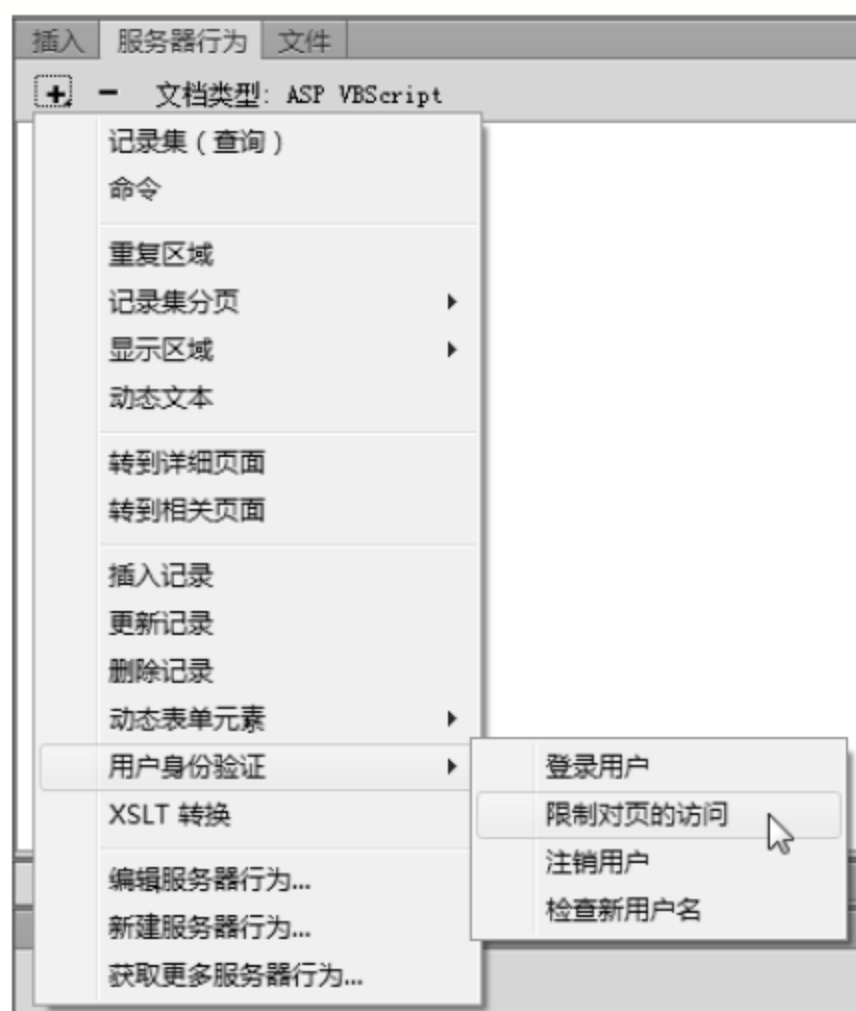 插入 服务器行为 文件
文档类型: ASP VBScript
记录集(查询)
命令
重复区域
记录集分页
显示区域
动态文本
转到详细页面
转到相关页面
插入记录
更新记录
删除记录
动态表单元素
用户身份验证
XSLT 转换
编辑服务器行为...
新建服务器行为...
获取更多服务器行为...
登录用户
限制对页的访问
注销用户
检查新用户名